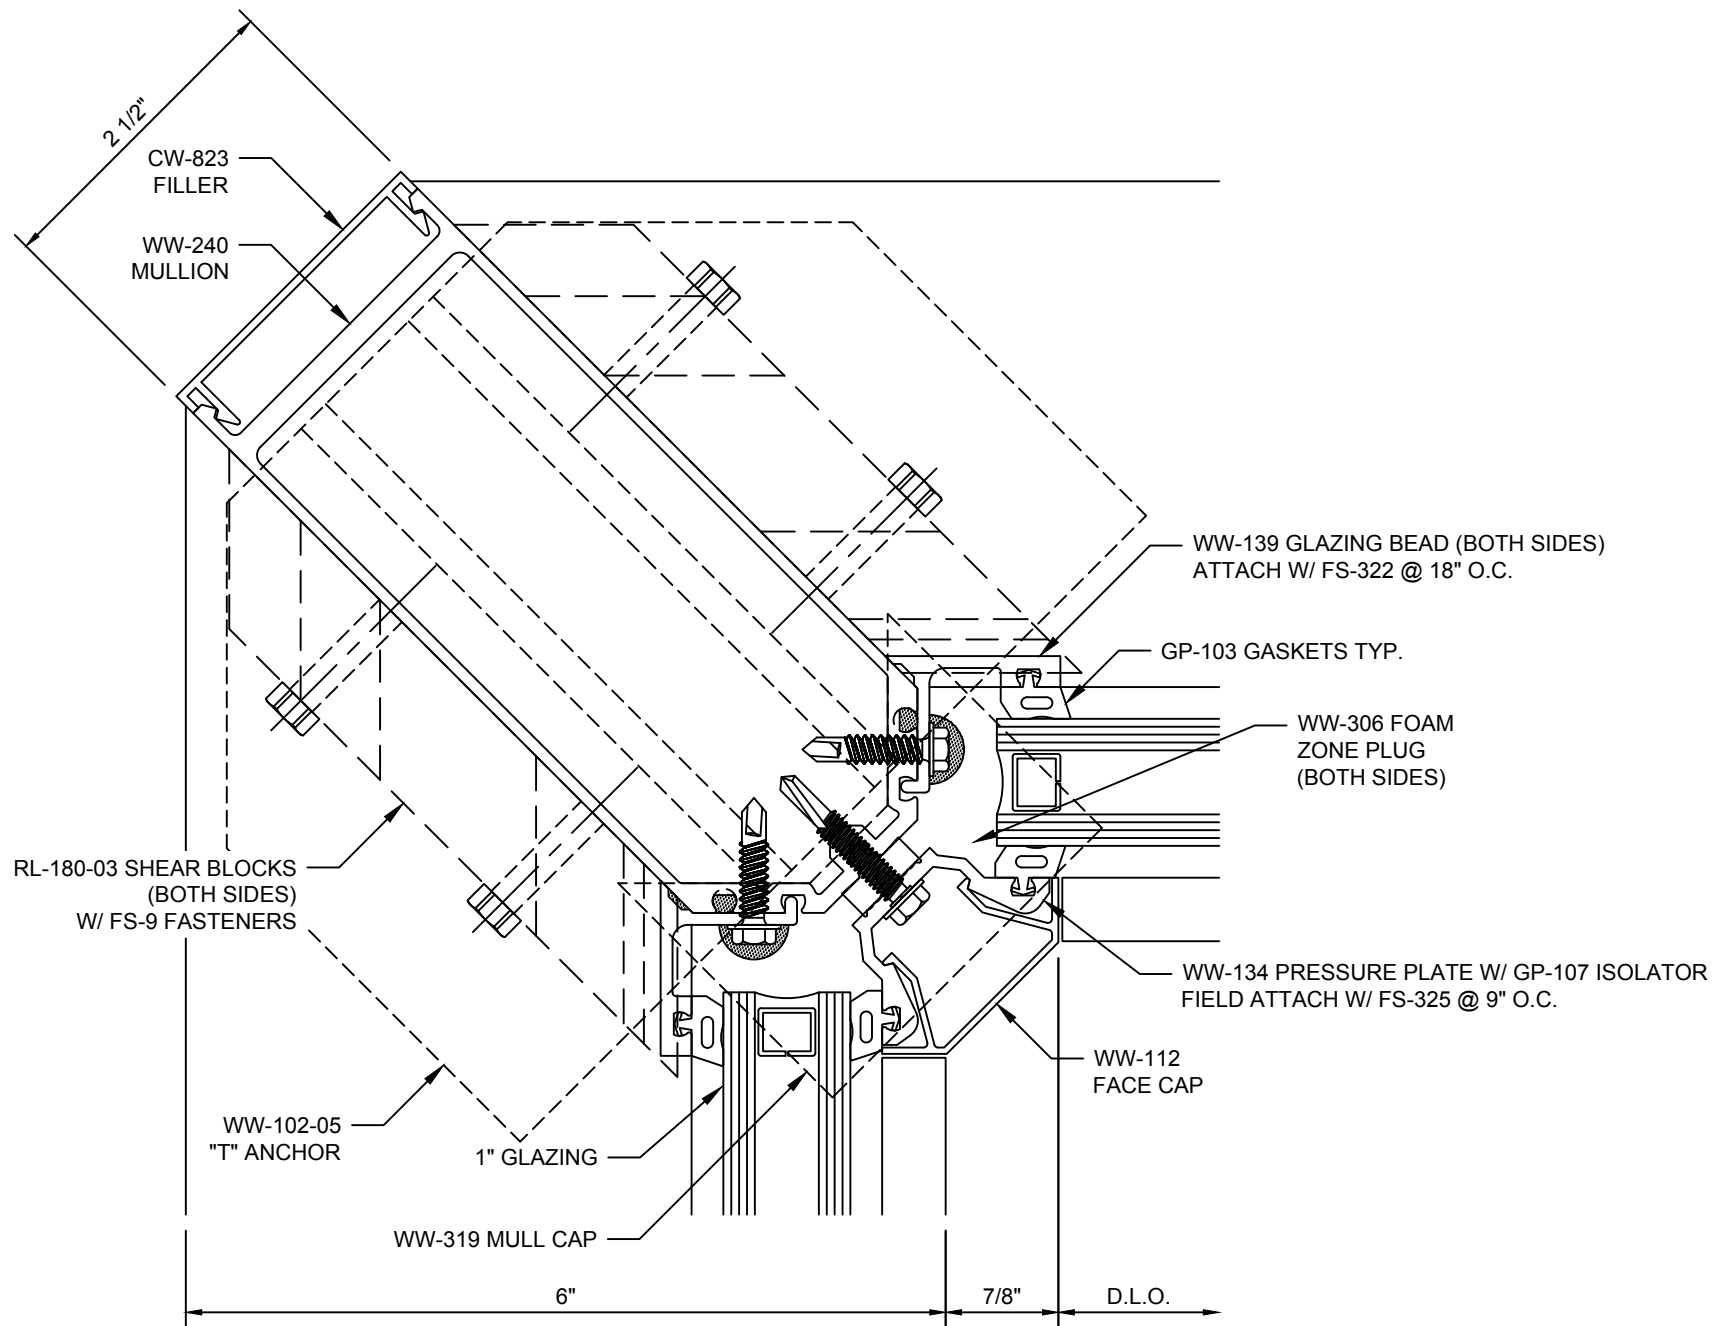 2 1/2"
CW-823
FILLER
WW-240
MULLION
WW-139 GLAZING BEAD (BOTH SIDES)
ATTACH W/ FS-322 @ 18" O.C.
GP-103 GASKETS TYP.
WW-306 FOAM
ZONE PLUG
(BOTH SIDES)
RL-180-03 SHEAR BLOCKS
(BOTH SIDES)
W/ FS-9 FASTENERS
WW-134 PRESSURE PLATE W/ GP-107 ISOLATOR
FIELD ATTACH W/ FS-325 @ 9" O.C.
WW-112
FACE CAP
WW-102-05
"T" ANCHOR
1" GLAZING
WW-319 MULL CAP
6"
7/8"
D.L.O.